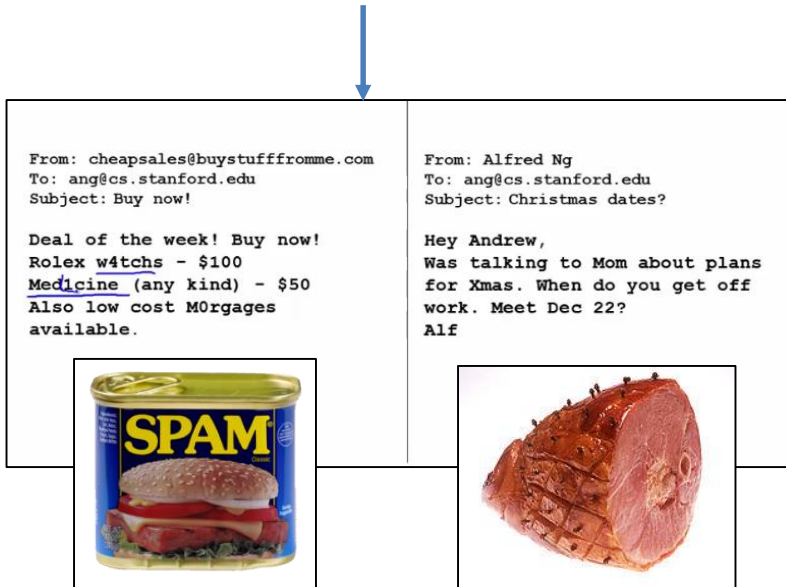 From: cheapsales@buystufffromme.com
To: ang@cs.stanford.edu
Subject: Buy now!
Deal of the week! Buy now!
Rolex w4tchs - $100
Med1cine (any kind) - $50
Also low cost M0rgages
available.
From: Alfred Ng
To: ang@cs.stanford.edu
Subject: Christmas dates?
Hey Andrew,
Was talking to Mom about plans
for Xmas. When do you get off
work. Meet Dec 22?
Alf
SPAM
Classic